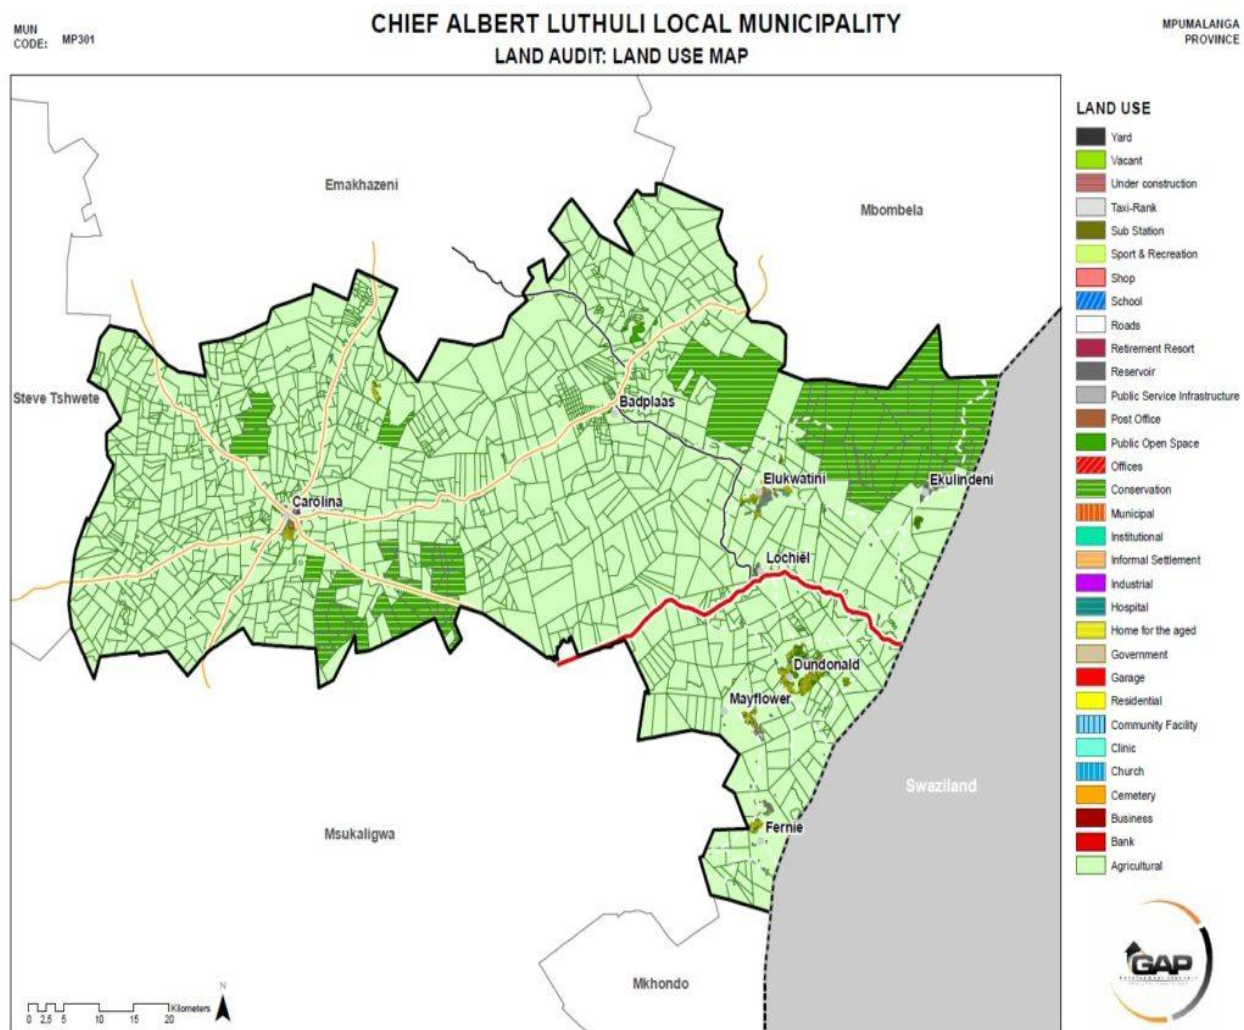 MUN
CODE: MP301
CHIEF ALBERT LUTHULI LOCAL MUNICIPALITY
LAND AUDIT: LAND USE MAP
MPUMALANGA
PROVINCE
Emakhazeni
Mbombela
Steve Tshwete
Badplaas
Elukwatini
Ekulindeni
Carolina
Lochiel
Dundonald
Mayflower
Swaziland
Msukaligwa
Fernie
Mkhondo
N
Kilometers
0 2.5 5 10 15 20
LAND USE
Yard
Vacant
Under construction
Taxi-Rank
Sub Station
Sport & Recreation
Shop
School
Roads
Retirement Resort
Reservoir
Public Service Infrastructure
Post Office
Public Open Space
Offices
Conservation
Municipal
Institutional
Informal Settlement
Industrial
Hospital
Home for the aged
Government
Garage
Residential
Community Facility
Clinic
Church
Cemetery
Business
Bank
Agricultural
GAP